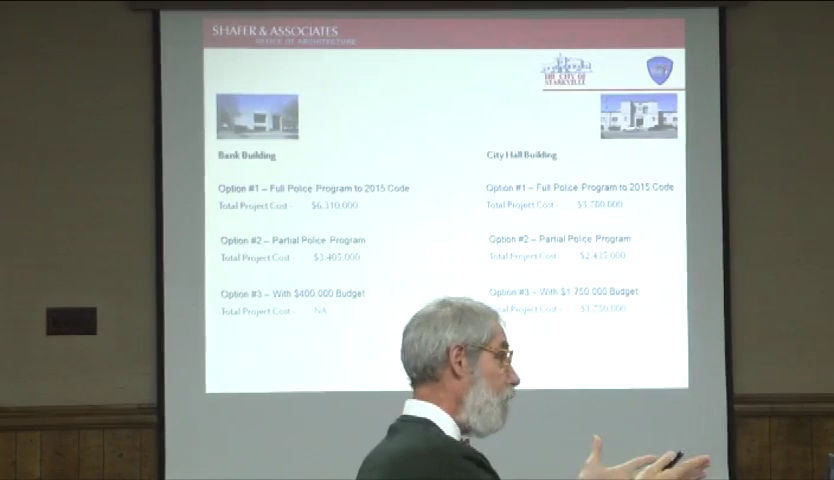 SHAFER & ASSOCIATES
OFFICE OF ARCHITECTURE
THE CITY OF
STARKVILLE
Bank Building
City Hall Building
Option #1 – Full Police Program to 2015 Code
Total Project Cost - $6,310,000
Option #1 – Full Police Program to 2015 Code
Total Project Cost - $3,780,000
Option #2 – Partial Police Program
Total Project Cost - $3,405,000
Option #2 – Partial Police Program
Total Project Cost - $2,435,000
Option #3 – With $400,000 Budget
Total Project Cost - NA
Option #3 – With $1,750,000 Budget
Project Cost - $1,750,000